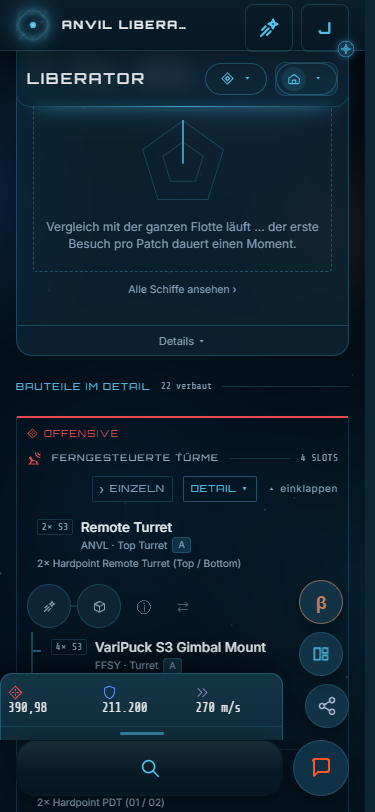 ANVIL LIBERA…
LIBERATOR
Vergleich mit der ganzen Flotte läuft … der erste
Besuch pro Patch dauert einen Moment.
Alle Schiffe ansehen ›
Details
BAUTEILE IM DETAIL 22 verbaut
OFFENSIVE
FERNGESTEUERTE TÜRME 4 SLOTS
› EINZELN DETAIL einklappen
2× S3 Remote Turret
ANVL · Top Turret A
2× Hardpoint Remote Turret (Top / Bottom)
β
4× S3 VariPuck S3 Gimbal Mount
FFSY · Turret A
390,98 211.200 270 m/s
2× Hardpoint PDT (01 / 02)